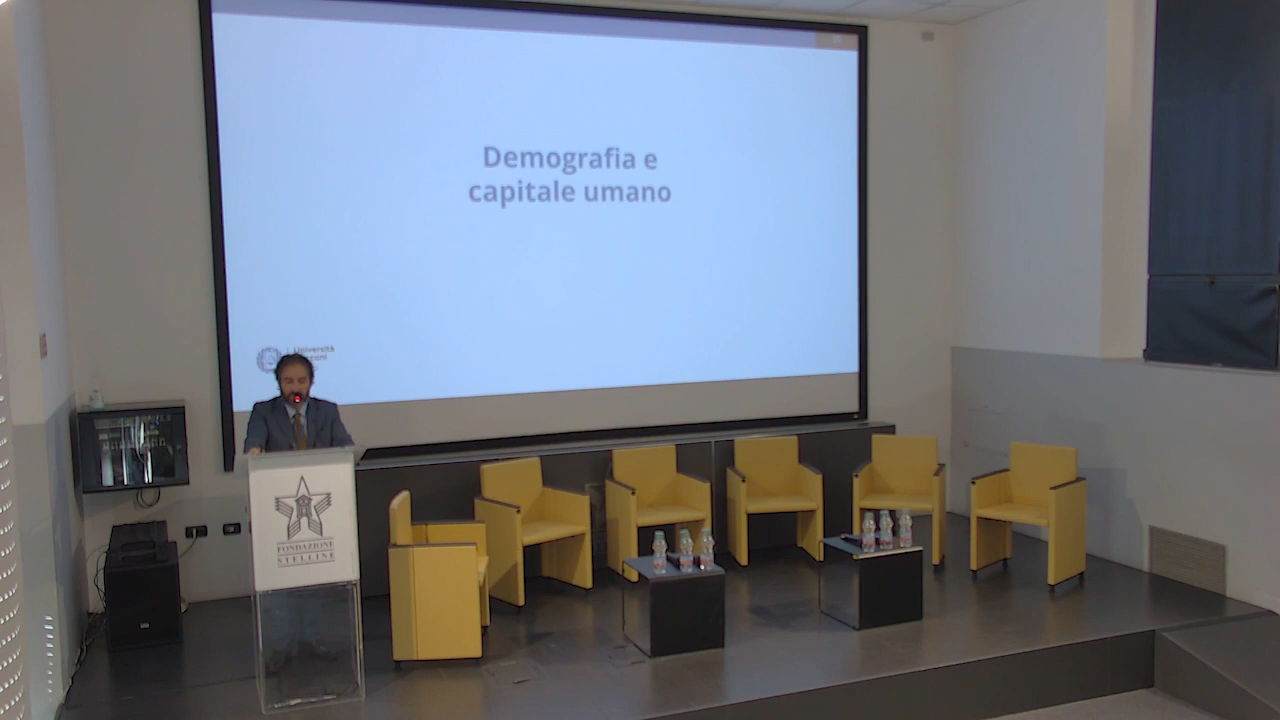 Demografia e
capitale umano
Università
FONDAZIONE
STELLINE